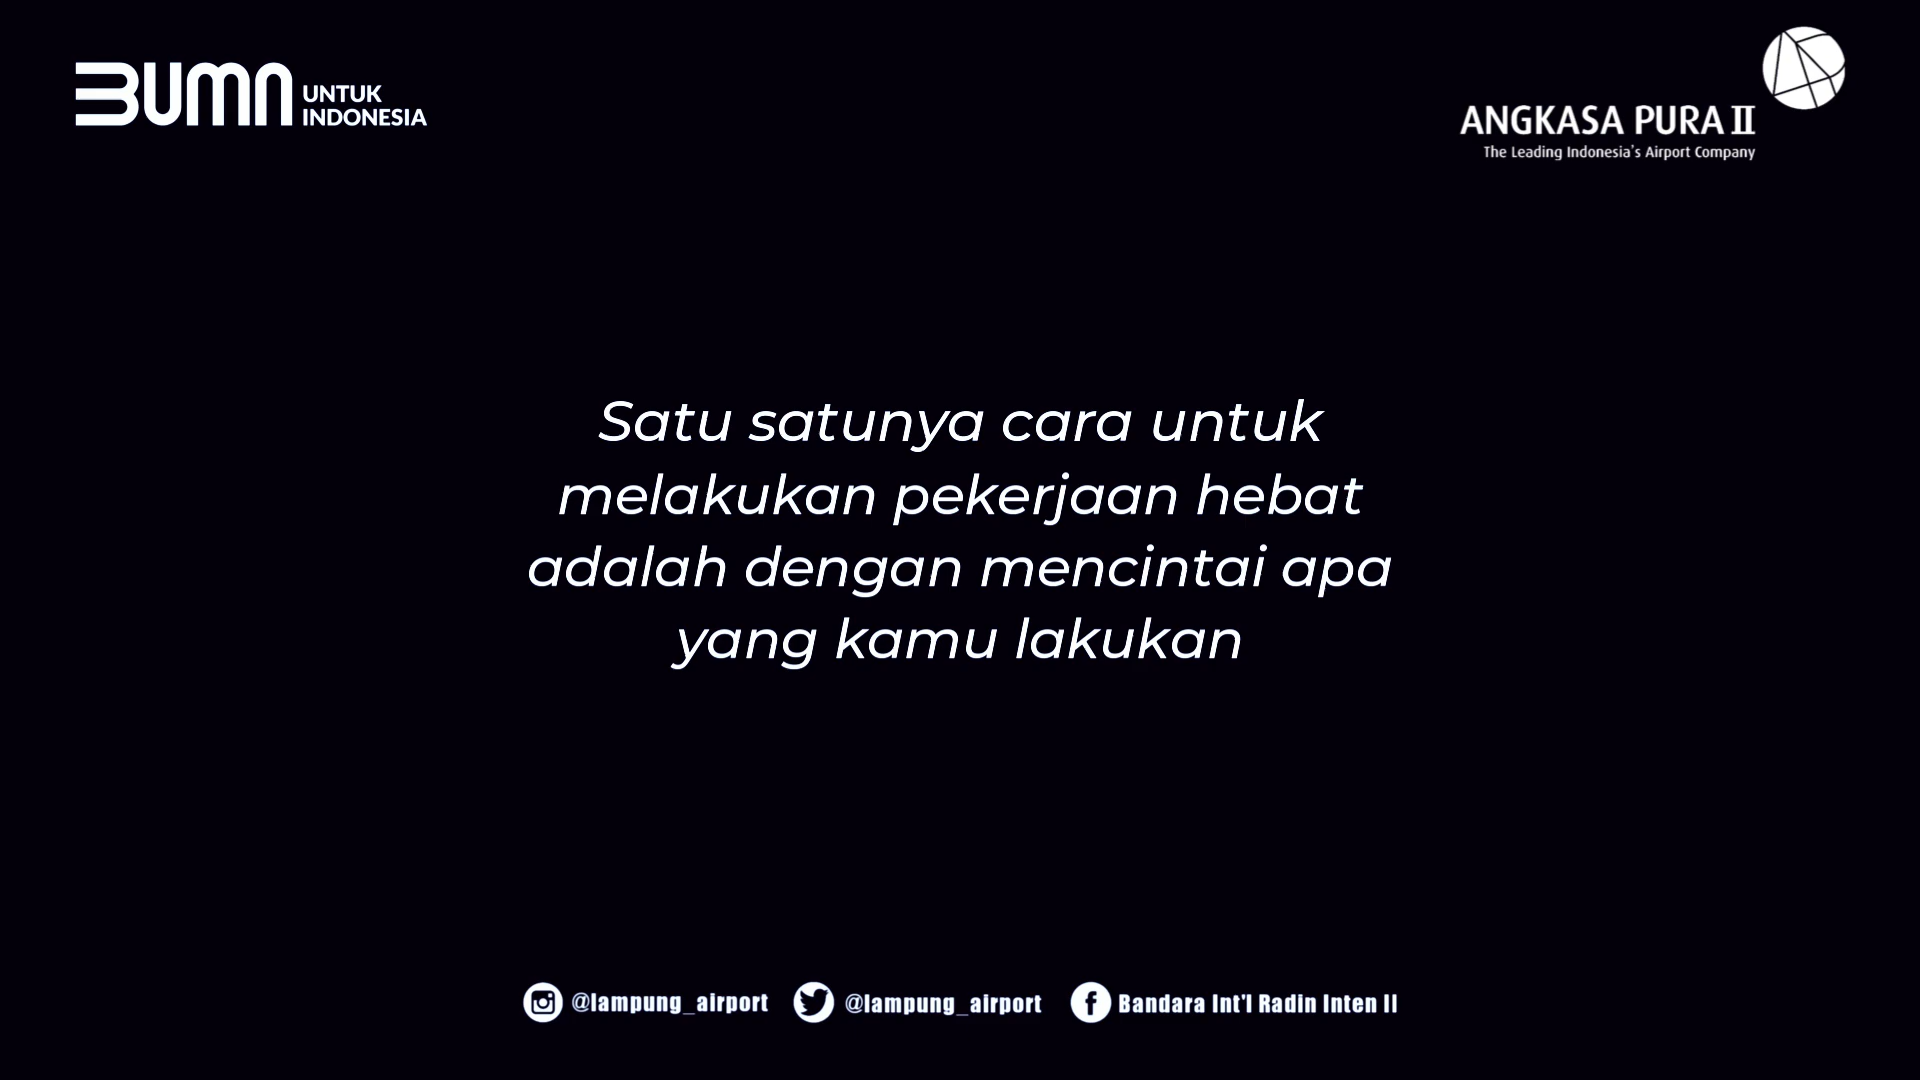 BUMN UNTUK
INDONESIA
ANGKASA PURA II
The Leading Indonesia's Airport Company
Satu satunya cara untuk
melakukan pekerjaan hebat
adalah dengan mencintai apa
yang kamu lakukan
@lampung_airport @lampung_airport Bandara Int'l Radin Inten II